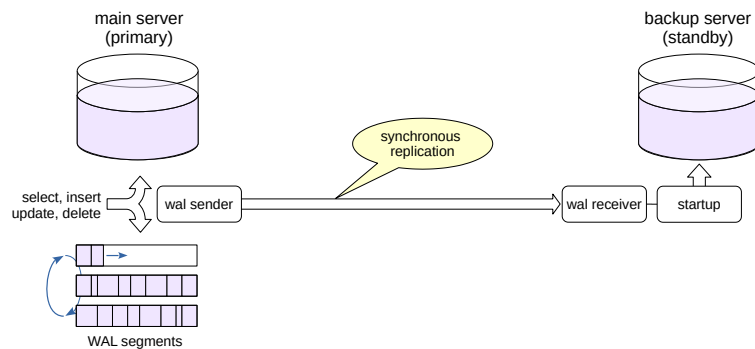 main server
(primary)
backup server
(standby)
synchronous
replication
select, insert
update, delete
wal sender
wal receiver
startup
WAL segments